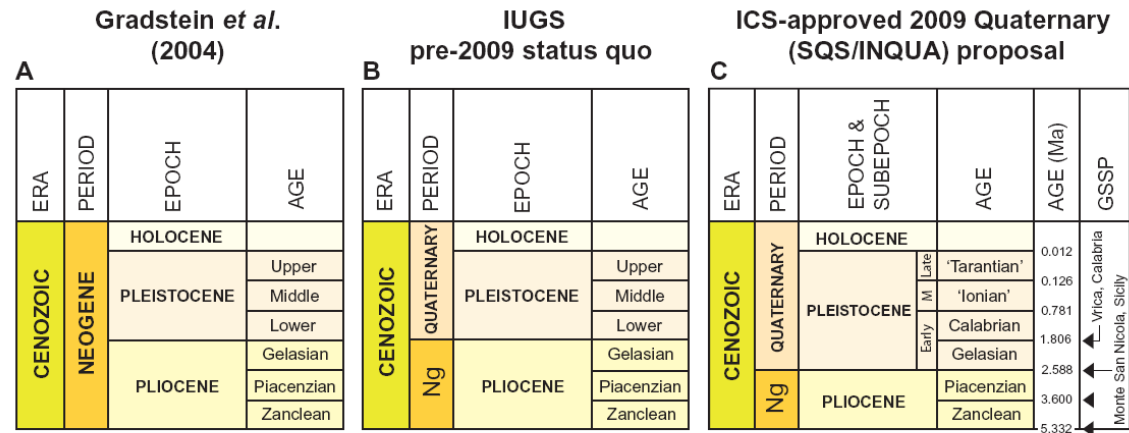 Gradstein et al.
(2004)
IUGS
pre-2009 status quo
ICS-approved 2009 Quaternary
(SQS/INQUA) proposal
A
ERA
PERIOD
EPOCH
AGE
CENOZOIC
NEOGENE
HOLOCENE
PLEISTOCENE
Upper
Middle
Lower
PLIOCENE
Gelasian
Piacenzian
Zanclean
B
ERA
PERIOD
EPOCH
AGE
CENOZOIC
QUATERNARY
Ng
HOLOCENE
PLEISTOCENE
Upper
Middle
Lower
PLIOCENE
Gelasian
Piacenzian
Zanclean
C
ERA
PERIOD
EPOCH &
SUBEPOCH
AGE
AGE (Ma)
GSSP
CENOZOIC
QUATERNARY
Ng
HOLOCENE
PLEISTOCENE
Late
M
Early
'Tarantian'
'Ionian'
Calabrian
Gelasian
PLIOCENE
Piacenzian
Zanclean
0.012
0.126
0.781
1.806
2.588
3.600
5.332
Vrica, Calabria
Monte San Nicola, Sicily